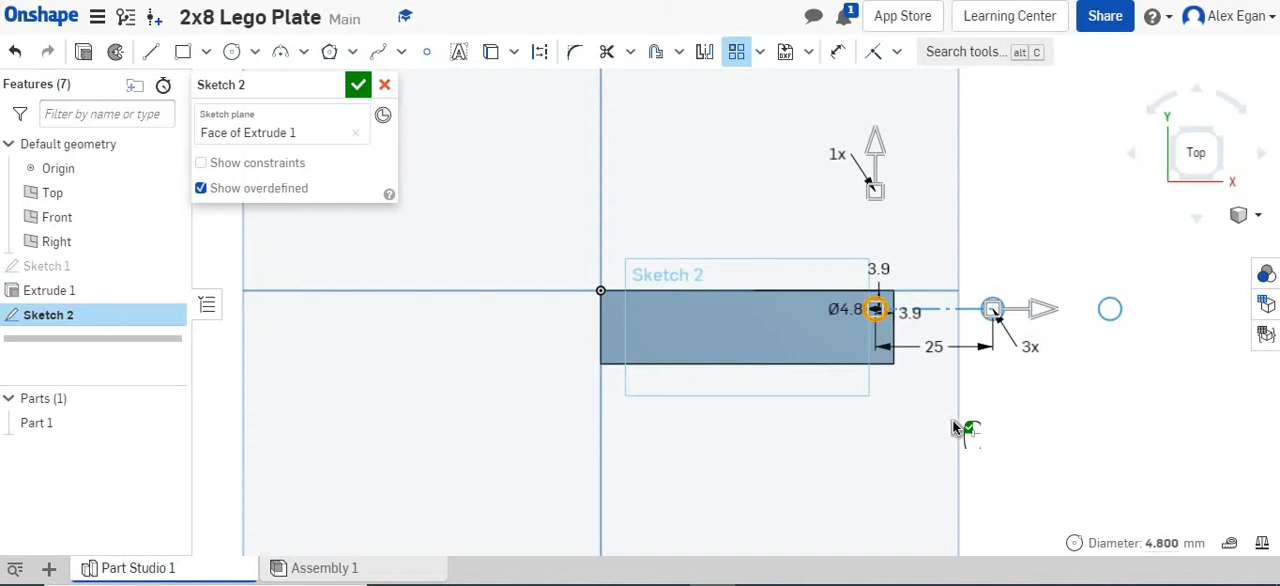 Onshape 2x8 Lego Plate Main 1 App Store Learning Center Share Alex Egan
Search tools... alt C
Features (7)
Filter by name or type
Default geometry
Origin
Top
Front
Right
Sketch 1
Extrude 1
Sketch 2
Parts (1)
Part 1
Sketch 2
Sketch plane
Face of Extrude 1
Show constraints
Show overdefined
1x
Sketch 2
3.9
Ø4.8
3.9
25
3x
Y
Top
X
Diameter: 4.800 mm
Part Studio 1
Assembly 1